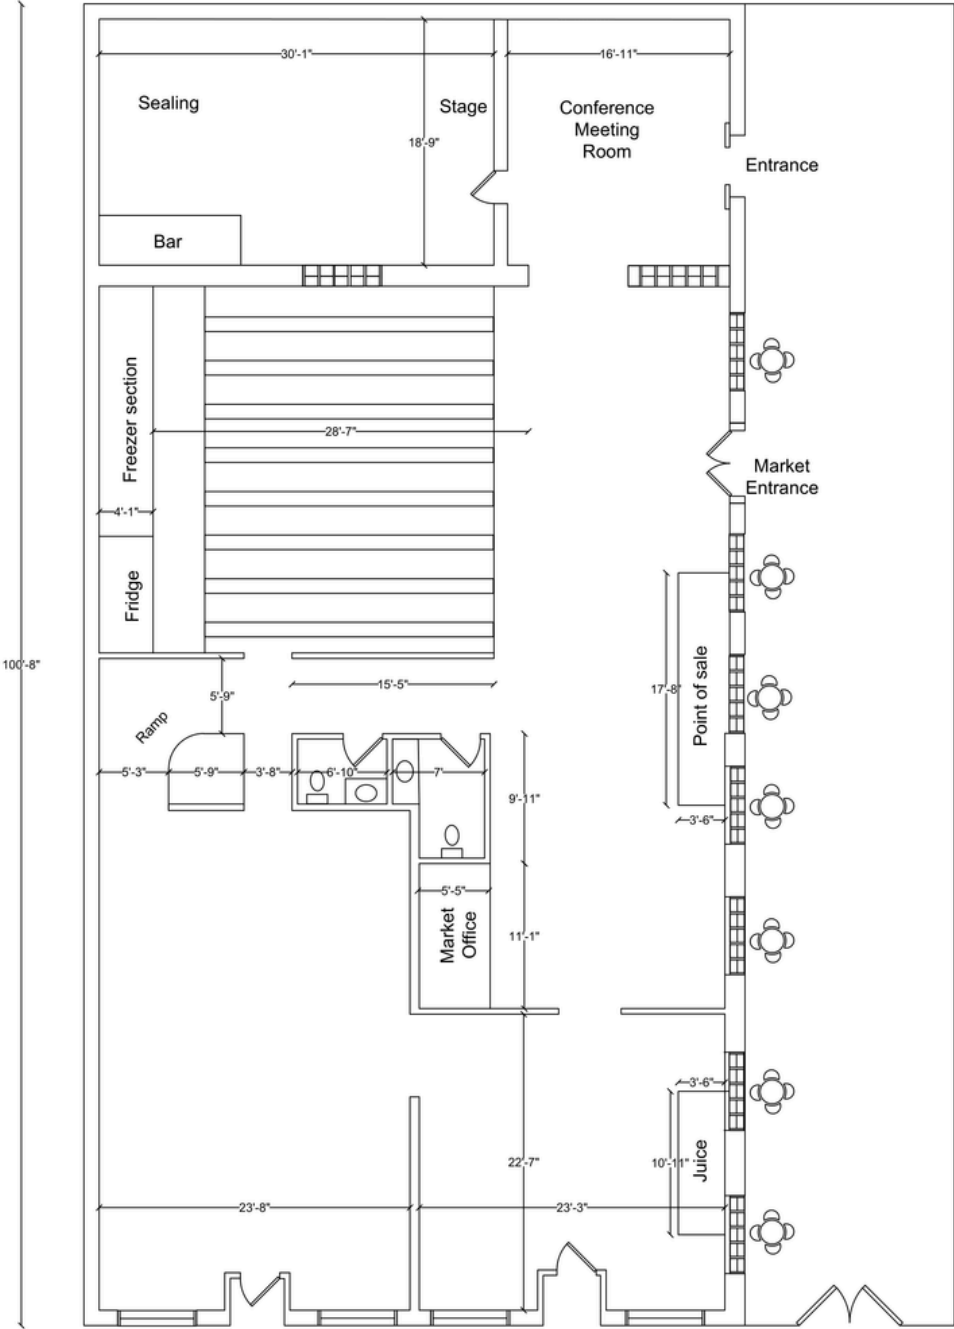 30'-1"
16'-11"
Sealing
Stage
Conference
Meeting
Room
18'-9"
Entrance
Bar
Freezer section
28'-7"
Market
Entrance
4'-1"
Fridge
100'-8"
5'-9"
15'-5"
17'-8"
Point of sale
Ramp
5'-3"
5'-9"
3'-8"
6'-10"
7'
9'-11"
3'-6"
5'-5"
Market
Office
11'-1"
3'-6"
22'-7"
10'-11"
Juice
23'-8"
23'-3"